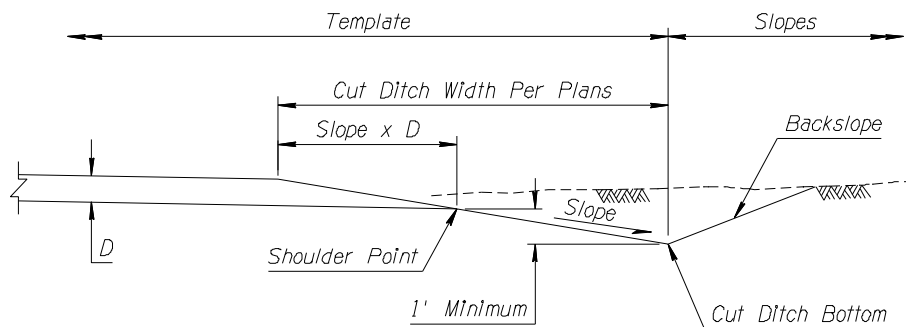 Template
Slopes
Cut Ditch Width Per Plans
Slope x D
Backslope
Slope
D
Shoulder Point
1' Minimum
Cut Ditch Bottom